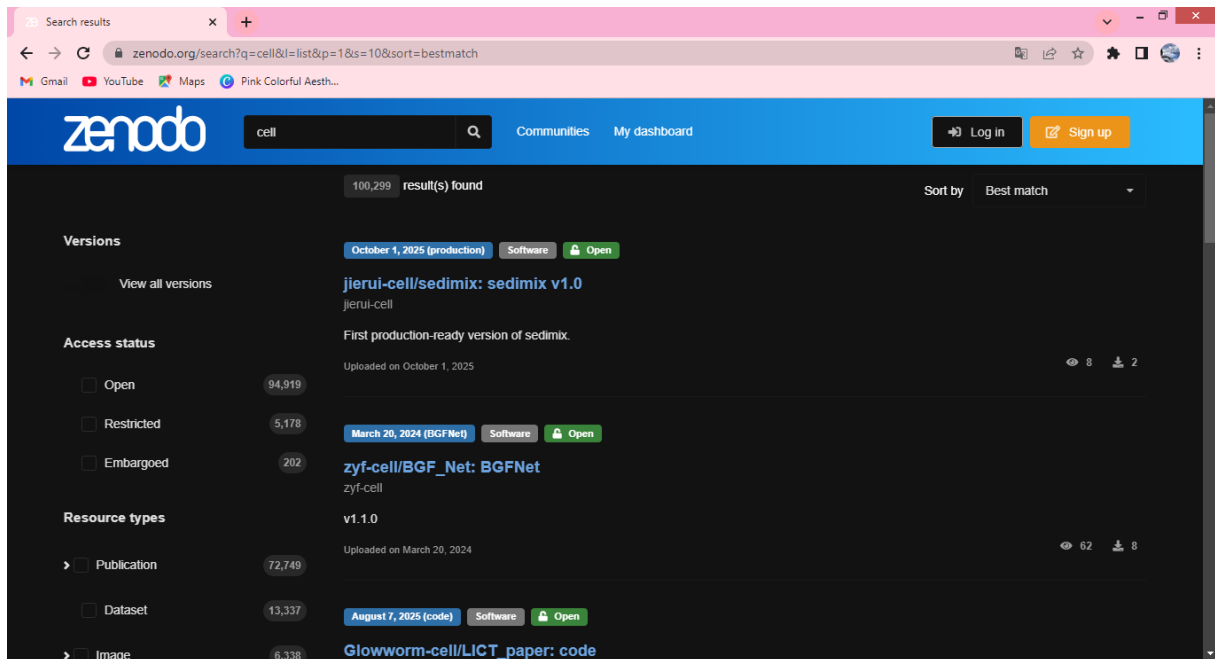 Search results
zenodo.org/search?q=cell&l=list&p=1&s=10&sort=bestmatch
Gmail YouTube Maps Pink Colorful Aesth...
zenodo cell Communities My dashboard Log in Sign up
100,299 result(s) found Sort by Best match
Versions
View all versions
Access status
Open 94,919
Restricted 5,178
Embargoed 202
Resource types
Publication 72,749
Dataset 13,337
Image 6,338
October 1, 2025 (production) Software Open
jierui-cell/sedimix: sedimix v1.0
jierui-cell
First production-ready version of sedimix.
Uploaded on October 1, 2025 8 2
March 20, 2024 (BGFNet) Software Open
zyf-cell/BGF_Net: BGFNet
zyf-cell
v1.1.0
Uploaded on March 20, 2024 62 8
August 7, 2025 (code) Software Open
Glowworm-cell/LICT_paper: code